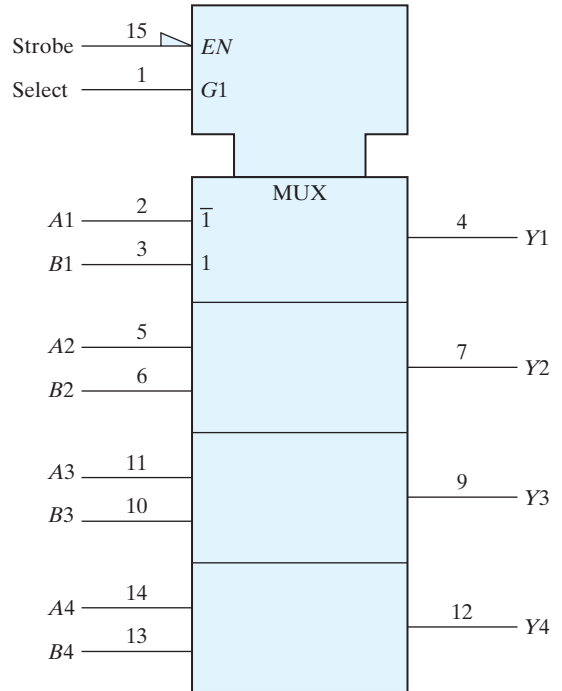 Strobe 15 EN
Select 1 G1
MUX
A1 2 1̅ 4 Y1
B1 3 1
A2 5 7 Y2
B2 6
A3 11 9 Y3
B3 10
A4 14 12 Y4
B4 13